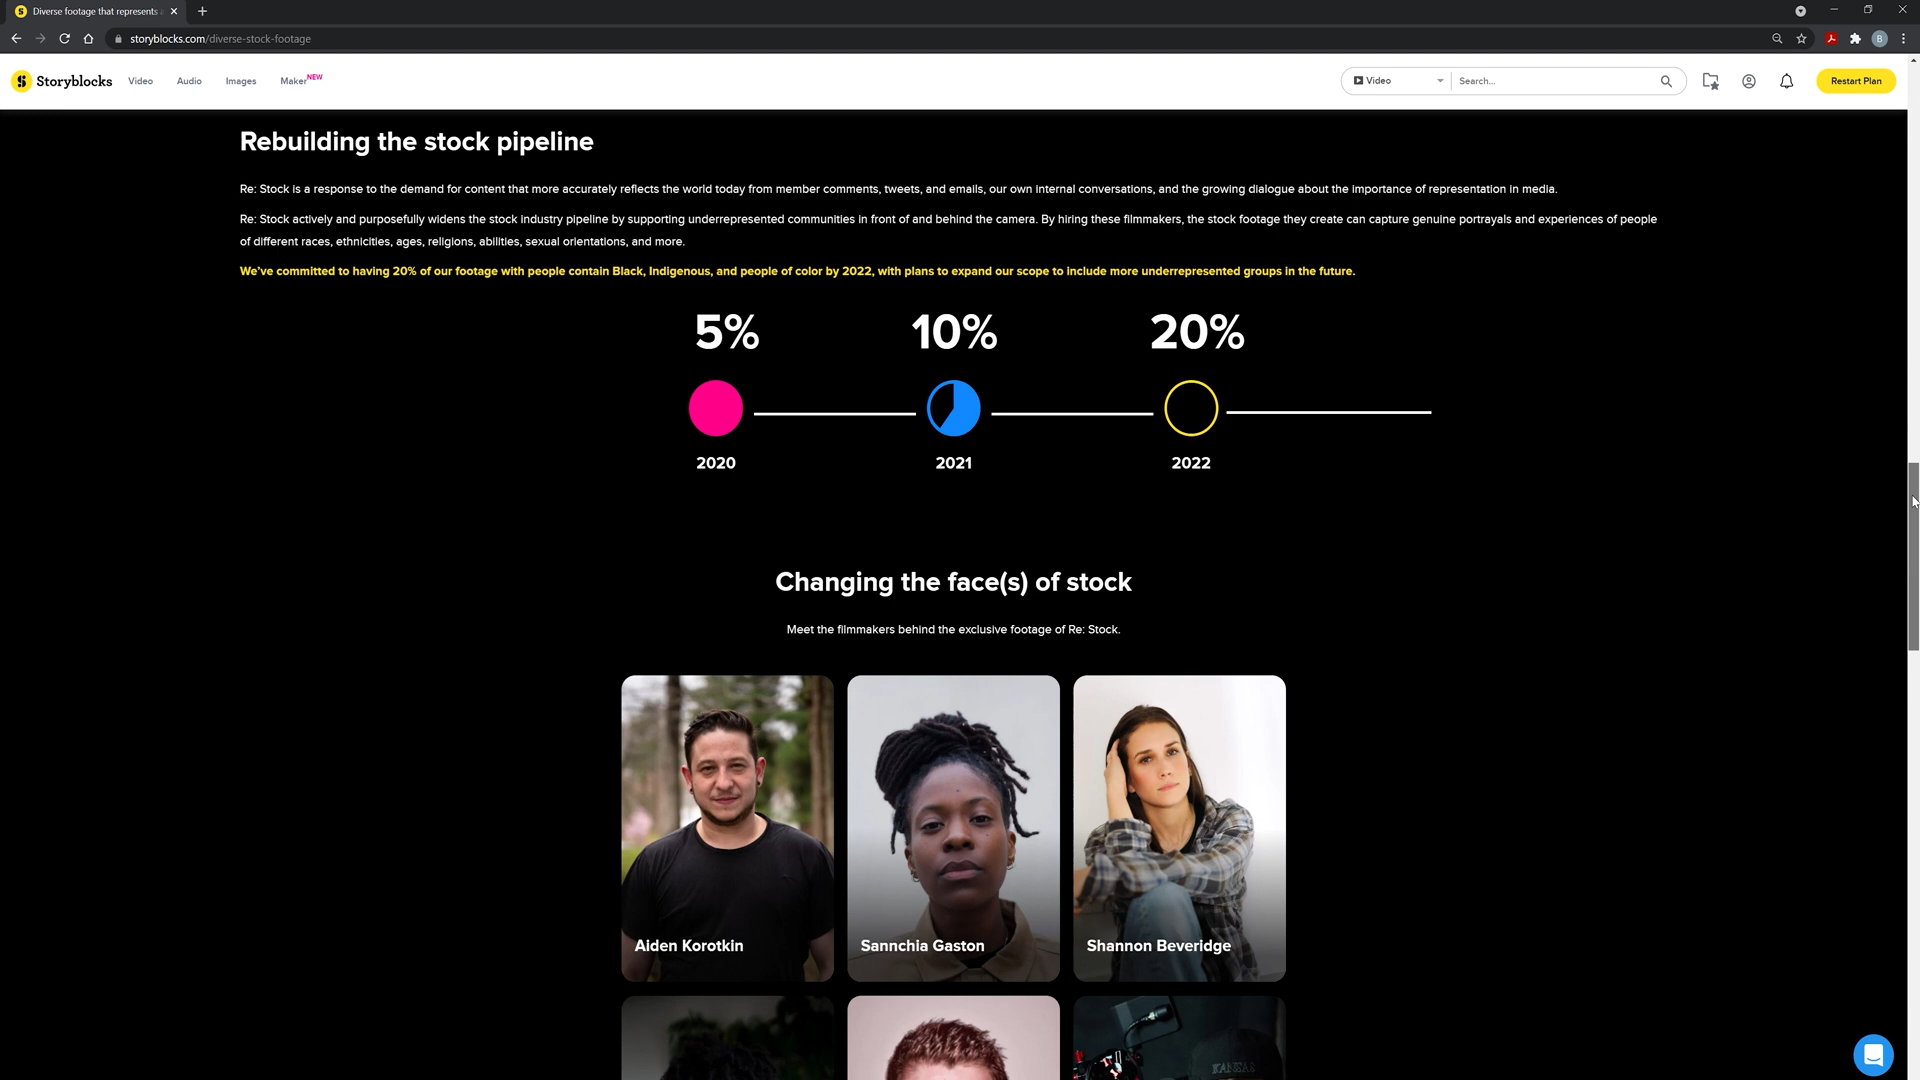 Diverse footage that represents
storyblocks.com/diverse-stock-footage
B
Storyblocks
Video
Audio
Images
Maker NEW
Video
Search...
Restart Plan
Rebuilding the stock pipeline
Re: Stock is a response to the demand for content that more accurately reflects the world today from member comments, tweets, and emails, our own internal conversations, and the growing dialogue about the importance of representation in media.
Re: Stock actively and purposefully widens the stock industry pipeline by supporting underrepresented communities in front of and behind the camera. By hiring these filmmakers, the stock footage they create can capture genuine portrayals and experiences of people
of different races, ethnicities, ages, religions, abilities, sexual orientations, and more.
We've committed to having 20% of our footage with people contain Black, Indigenous, and people of color by 2022, with plans to expand our scope to include more underrepresented groups in the future.
5% 10% 20%
2020 2021 2022
Changing the face(s) of stock
Meet the filmmakers behind the exclusive footage of Re: Stock.
Aiden Korotkin
Sannchia Gaston
Shannon Beveridge